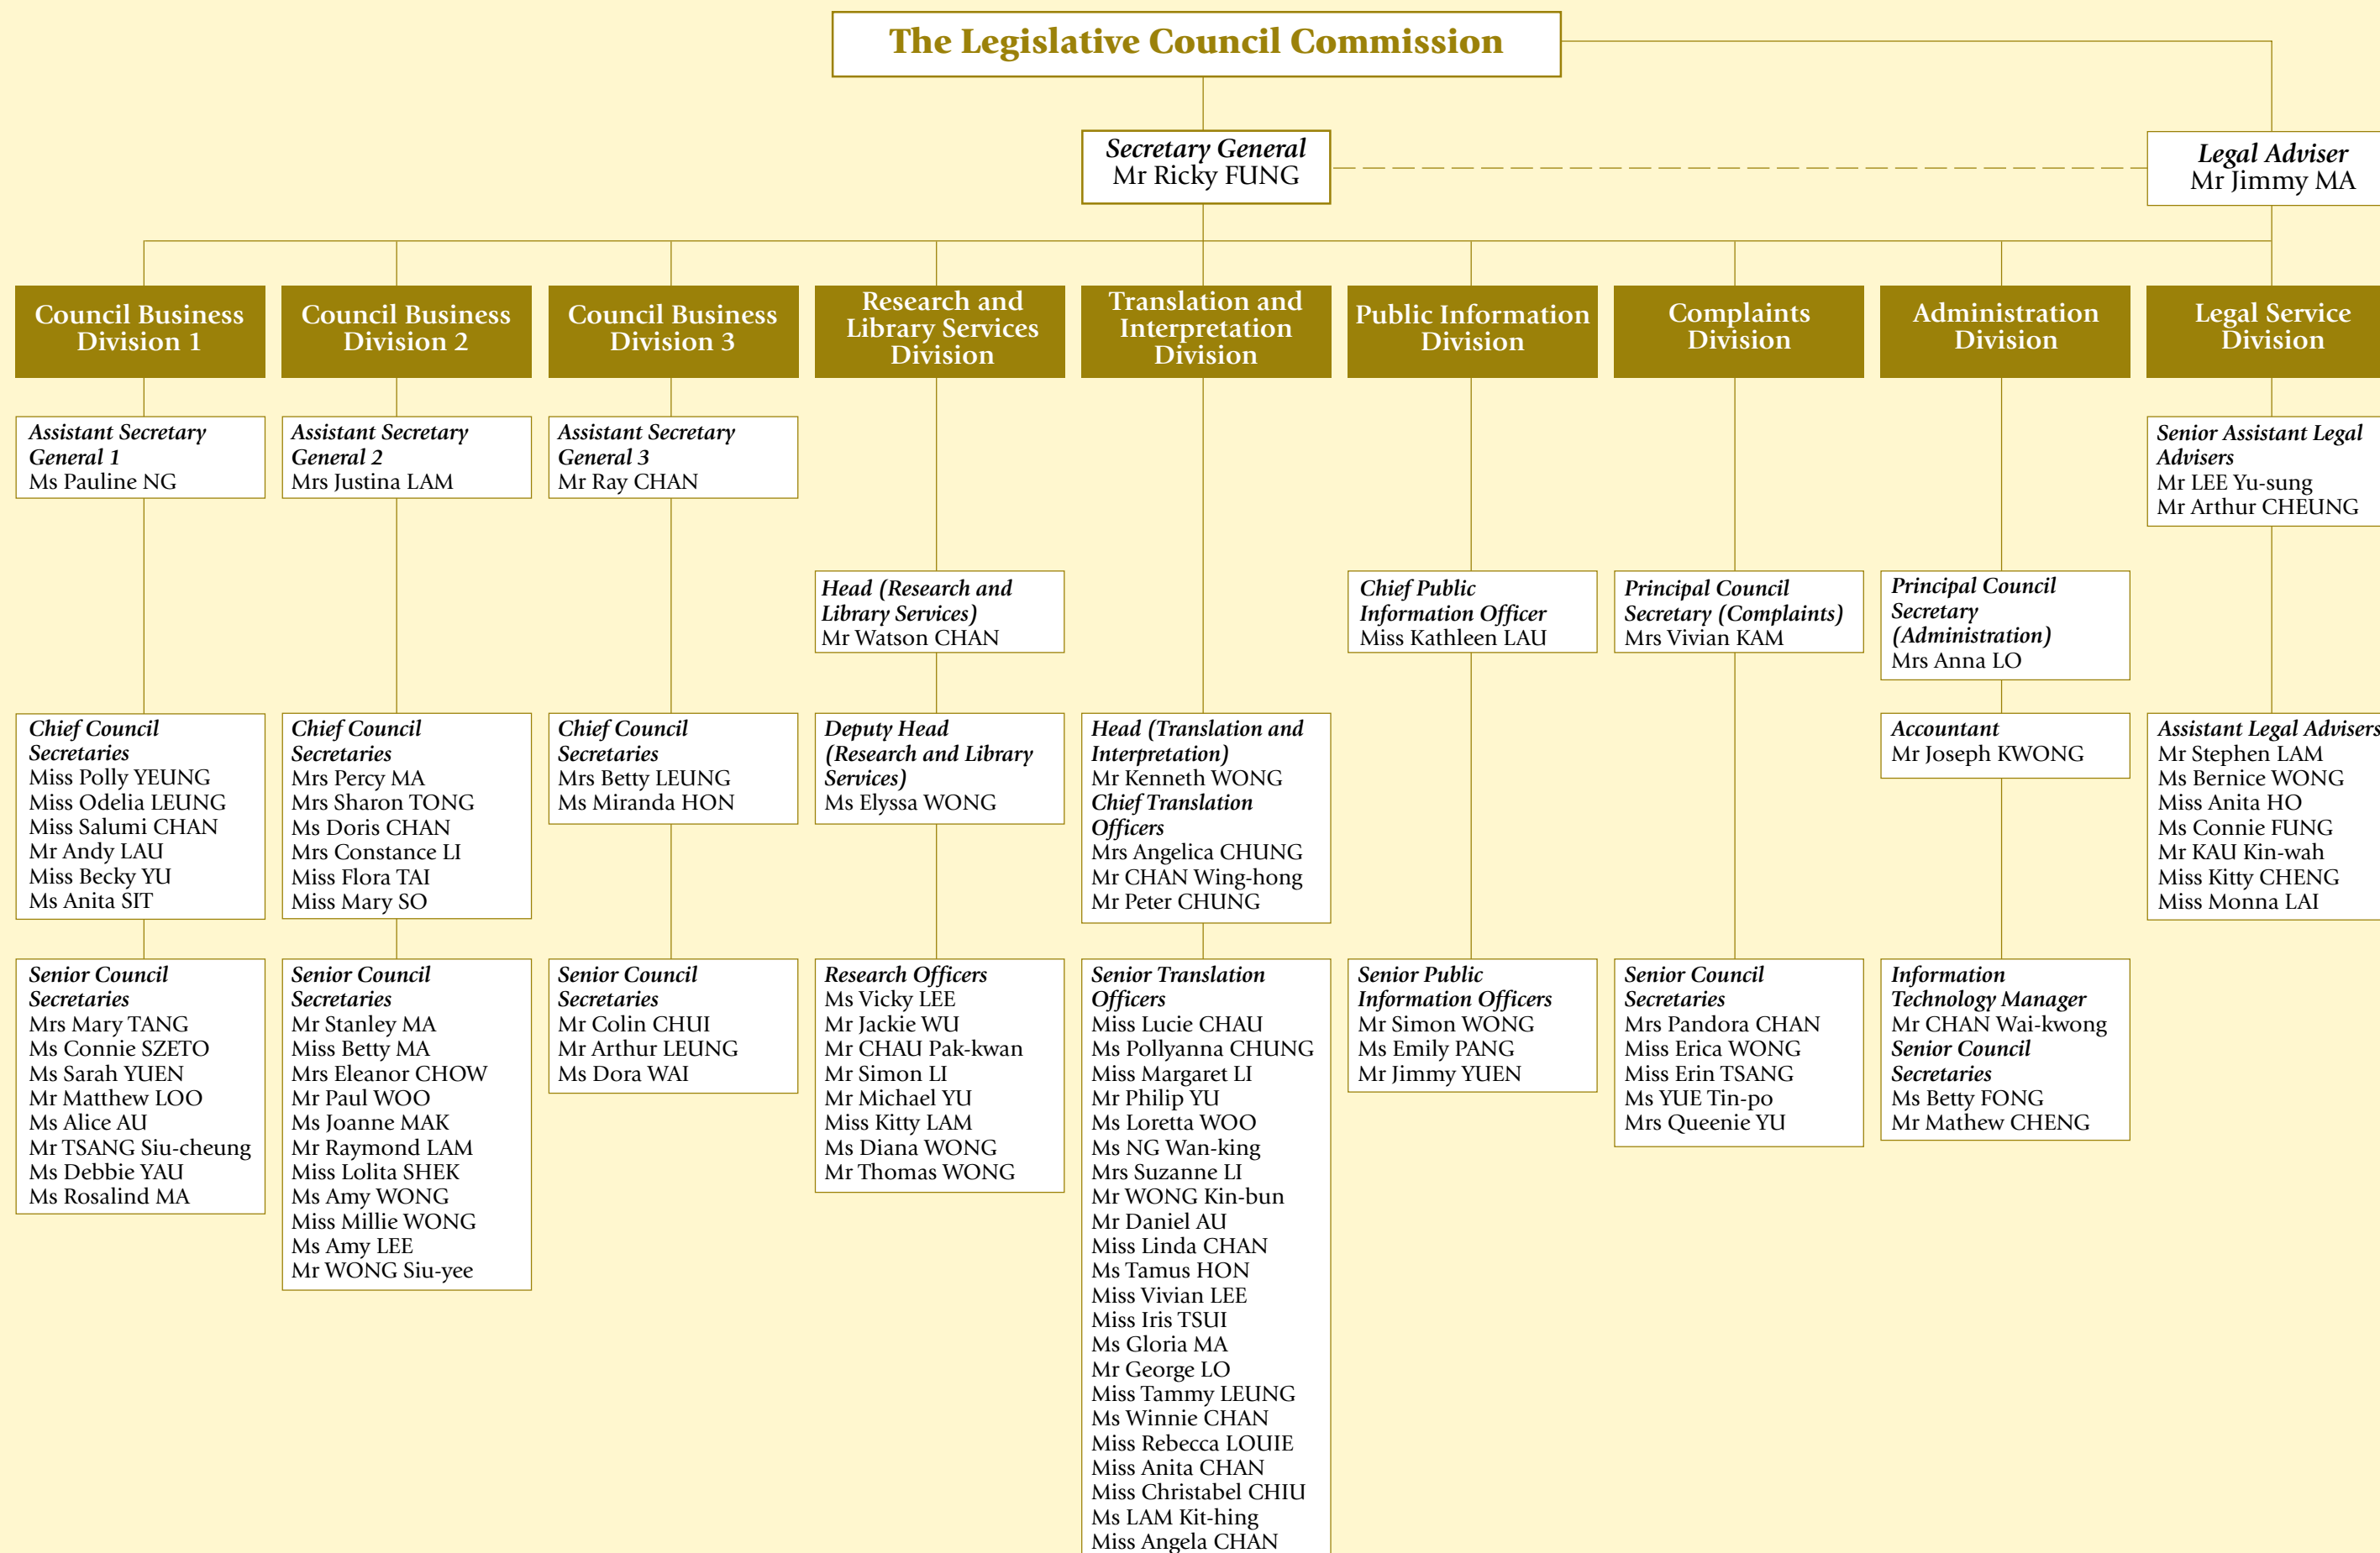 The Legislative Council Commission
Secretary General
Mr Ricky FUNG
Legal Adviser
Mr Jimmy MA
Council Business
Division 1
Council Business
Division 2
Council Business
Division 3
Research and
Library Services
Division
Translation and
Interpretation
Division
Public Information
Division
Complaints
Division
Administration
Division
Legal Service
Division
Assistant Secretary
General 1
Ms Pauline NG
Assistant Secretary
General 2
Mrs Justina LAM
Assistant Secretary
General 3
Mr Ray CHAN
Senior Assistant Legal
Advisers
Mr LEE Yu-sung
Mr Arthur CHEUNG
Head (Research and
Library Services)
Mr Watson CHAN
Chief Public
Information Officer
Miss Kathleen LAU
Principal Council
Secretary (Complaints)
Mrs Vivian KAM
Principal Council
Secretary
(Administration)
Mrs Anna LO
Chief Council
Secretaries
Miss Polly YEUNG
Miss Odelia LEUNG
Miss Salumi CHAN
Mr Andy LAU
Miss Becky YU
Ms Anita SIT
Chief Council
Secretaries
Mrs Percy MA
Mrs Sharon TONG
Ms Doris CHAN
Mrs Constance LI
Miss Flora TAI
Miss Mary SO
Chief Council
Secretaries
Mrs Betty LEUNG
Ms Miranda HON
Deputy Head
(Research and Library
Services)
Ms Elyssa WONG
Head (Translation and
Interpretation)
Mr Kenneth WONG
Chief Translation
Officers
Mrs Angelica CHUNG
Mr CHAN Wing-hong
Mr Peter CHUNG
Accountant
Mr Joseph KWONG
Assistant Legal Advisers
Mr Stephen LAM
Ms Bernice WONG
Miss Anita HO
Ms Connie FUNG
Mr KAU Kin-wah
Miss Kitty CHENG
Miss Monna LAI
Senior Council
Secretaries
Mrs Mary TANG
Ms Connie SZETO
Ms Sarah YUEN
Mr Matthew LOO
Ms Alice AU
Mr TSANG Siu-cheung
Ms Debbie YAU
Ms Rosalind MA
Senior Council
Secretaries
Mr Stanley MA
Miss Betty MA
Mrs Eleanor CHOW
Mr Paul WOO
Ms Joanne MAK
Mr Raymond LAM
Miss Lolita SHEK
Ms Amy WONG
Miss Millie WONG
Ms Amy LEE
Mr WONG Siu-yee
Senior Council
Secretaries
Mr Colin CHUI
Mr Arthur LEUNG
Ms Dora WAI
Research Officers
Ms Vicky LEE
Mr Jackie WU
Mr CHAU Pak-kwan
Mr Simon LI
Mr Michael YU
Miss Kitty LAM
Ms Diana WONG
Mr Thomas WONG
Senior Translation
Officers
Miss Lucie CHAU
Ms Pollyanna CHUNG
Miss Margaret LI
Mr Philip YU
Ms Loretta WOO
Ms NG Wan-king
Mrs Suzanne LI
Mr WONG Kin-bun
Mr Daniel AU
Miss Linda CHAN
Ms Tamus HON
Miss Vivian LEE
Miss Iris TSUI
Ms Gloria MA
Mr George LO
Miss Tammy LEUNG
Ms Winnie CHAN
Miss Rebecca LOUIE
Miss Anita CHAN
Miss Christabel CHIU
Ms LAM Kit-hing
Miss Angela CHAN
Senior Public
Information Officers
Mr Simon WONG
Ms Emily PANG
Mr Jimmy YUEN
Senior Council
Secretaries
Mrs Pandora CHAN
Miss Erica WONG
Miss Erin TSANG
Ms YUE Tin-po
Mrs Queenie YU
Information
Technology Manager
Mr CHAN Wai-kwong
Senior Council
Secretaries
Ms Betty FONG
Mr Mathew CHENG